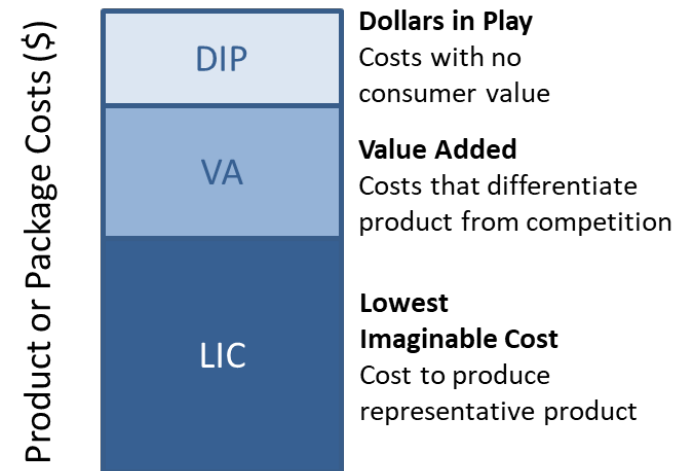 Product or Package Costs ($)
DIP
Dollars in Play
Costs with no
consumer value
VA
Value Added
Costs that differentiate
product from competition
LIC
Lowest
Imaginable Cost
Cost to produce
representative product